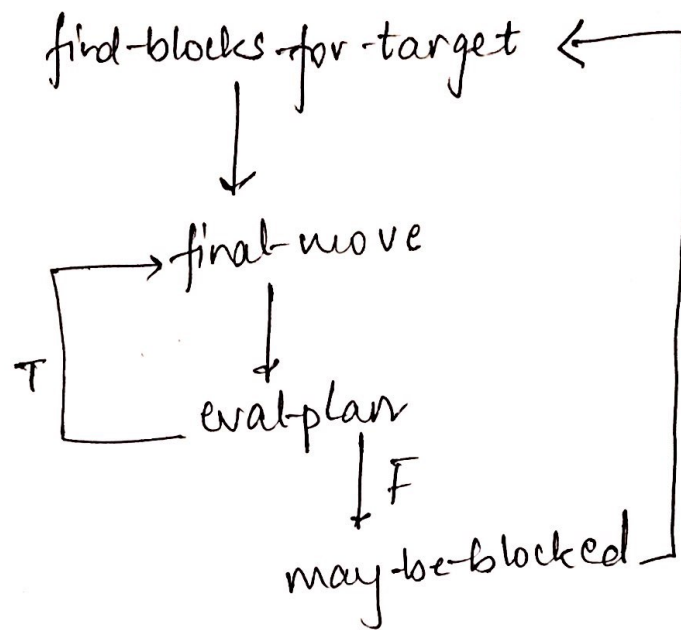 find-blocks-for-target
final-move
T
eval-plan
F
may-be-blocked